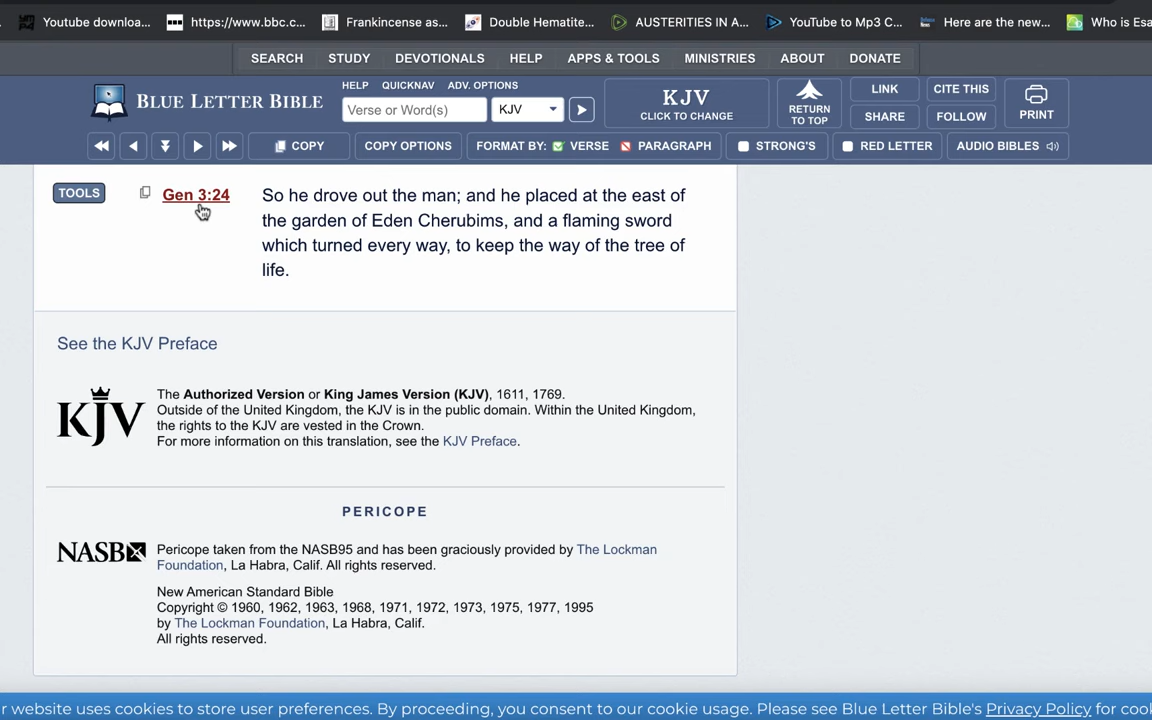 Youtube downloa...
https://www.bbc.c...
Frankincense as...
Double Hematite...
AUSTERITIES IN A...
YouTube to Mp3 C...
Here are the new...
Who is Esa
SEARCH
STUDY
DEVOTIONALS
HELP
APPS & TOOLS
MINISTRIES
ABOUT
DONATE
BLUE LETTER BIBLE
HELP
QUICKNAV
ADV. OPTIONS
Verse or Word(s)
KJV
KJV
CLICK TO CHANGE
RETURN
TO TOP
LINK
CITE THIS
SHARE
FOLLOW
PRINT
COPY
COPY OPTIONS
FORMAT BY:
VERSE
PARAGRAPH
STRONG'S
RED LETTER
AUDIO BIBLES
TOOLS
Gen 3:24
So he drove out the man; and he placed at the east of
the garden of Eden Cherubims, and a flaming sword
which turned every way, to keep the way of the tree of
life.
See the KJV Preface
KJV
The Authorized Version or King James Version (KJV), 1611, 1769.
Outside of the United Kingdom, the KJV is in the public domain. Within the United Kingdom,
the rights to the KJV are vested in the Crown.
For more information on this translation, see the KJV Preface.
PERICOPE
NASB
Pericope taken from the NASB95 and has been graciously provided by The Lockman
Foundation, La Habra, Calif. All rights reserved.
New American Standard Bible
Copyright © 1960, 1962, 1963, 1968, 1971, 1972, 1973, 1975, 1977, 1995
by The Lockman Foundation, La Habra, Calif.
All rights reserved.
r website uses cookies to store user preferences. By proceeding, you consent to our cookie usage. Please see Blue Letter Bible's Privacy Policy for cook